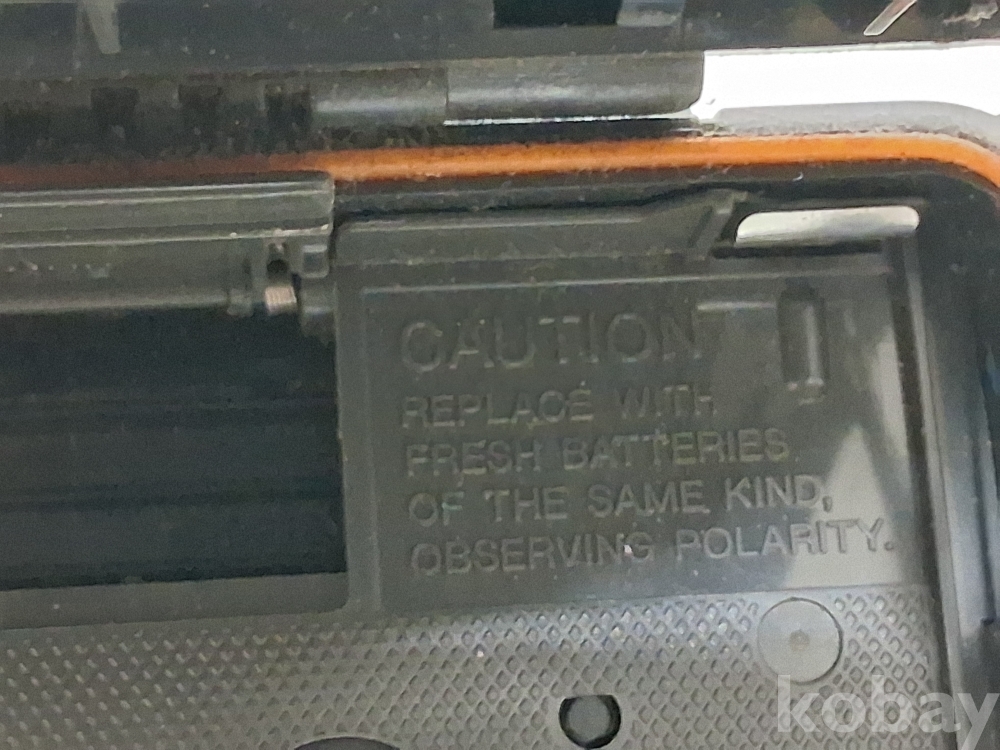 CAUTION
REPLACE WITH
FRESH BATTERIES
OF THE SAME KIND,
OBSERVING POLARITY.
kobay